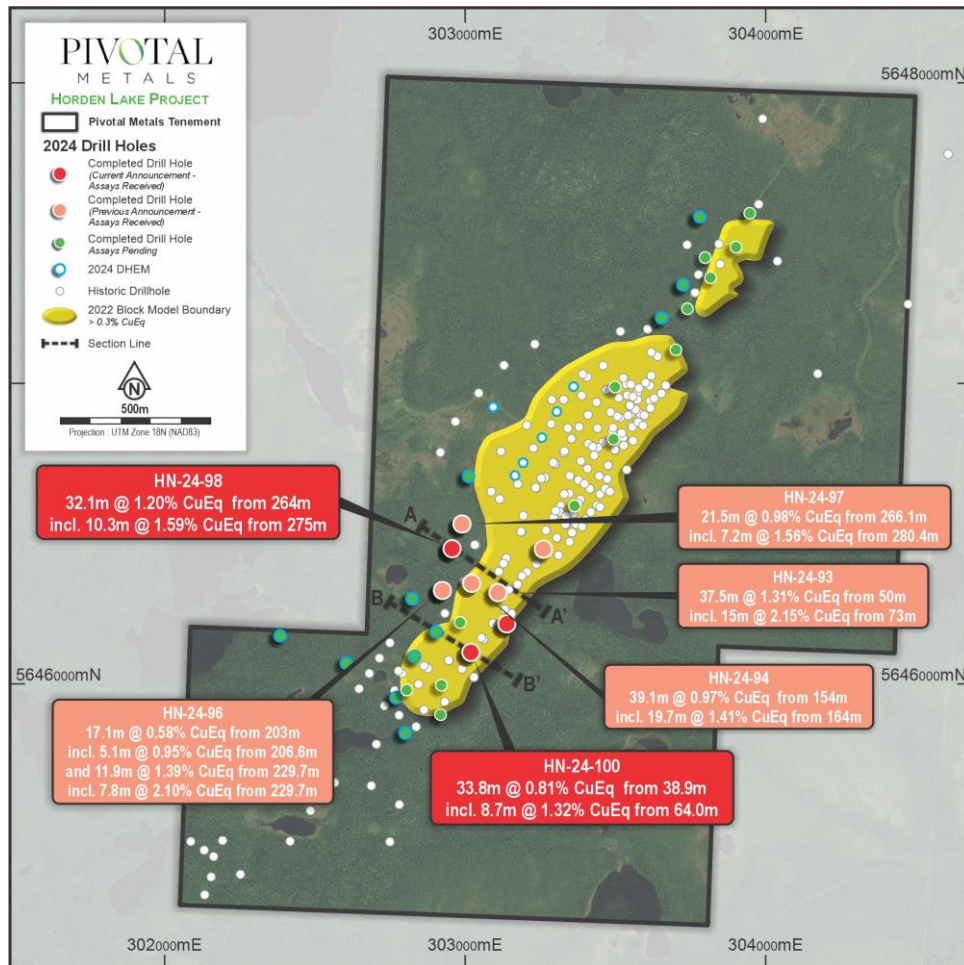 303000mE
304000mE
5648000mN
PIVOTAL
METALS
HORDEN LAKE PROJECT
Pivotal Metals Tenement
2024 Drill Holes
Completed Drill Hole
(Current Announcement -
Assays Received)
Completed Drill Hole
(Previous Announcement -
Assays Received)
Completed Drill Hole
Assays Pending
2024 DHEM
Historic Drillhole
2022 Block Model Boundary
> 0.3% CuEq
Section Line
N
500m
Projection : UTM Zone 18N (NAD83)
HN-24-98
32.1m @ 1.20% CuEq from 264m
incl. 10.3m @ 1.59% CuEq from 275m
HN-24-97
21.5m @ 0.98% CuEq from 266.1m
incl. 7.2m @ 1.56% CuEq from 280.4m
A
A'
HN-24-93
37.5m @ 1.31% CuEq from 50m
incl. 15m @ 2.15% CuEq from 73m
B
B'
5646000mN
HN-24-94
39.1m @ 0.97% CuEq from 154m
incl. 19.7m @ 1.41% CuEq from 164m
HN-24-96
17.1m @ 0.58% CuEq from 203m
incl. 5.1m @ 0.95% CuEq from 206.6m
and 11.9m @ 1.39% CuEq from 229.7m
incl. 7.8m @ 2.10% CuEq from 229.7m
HN-24-100
33.8m @ 0.81% CuEq from 38.9m
incl. 8.7m @ 1.32% CuEq from 64.0m
302000mE
303000mE
304000mE